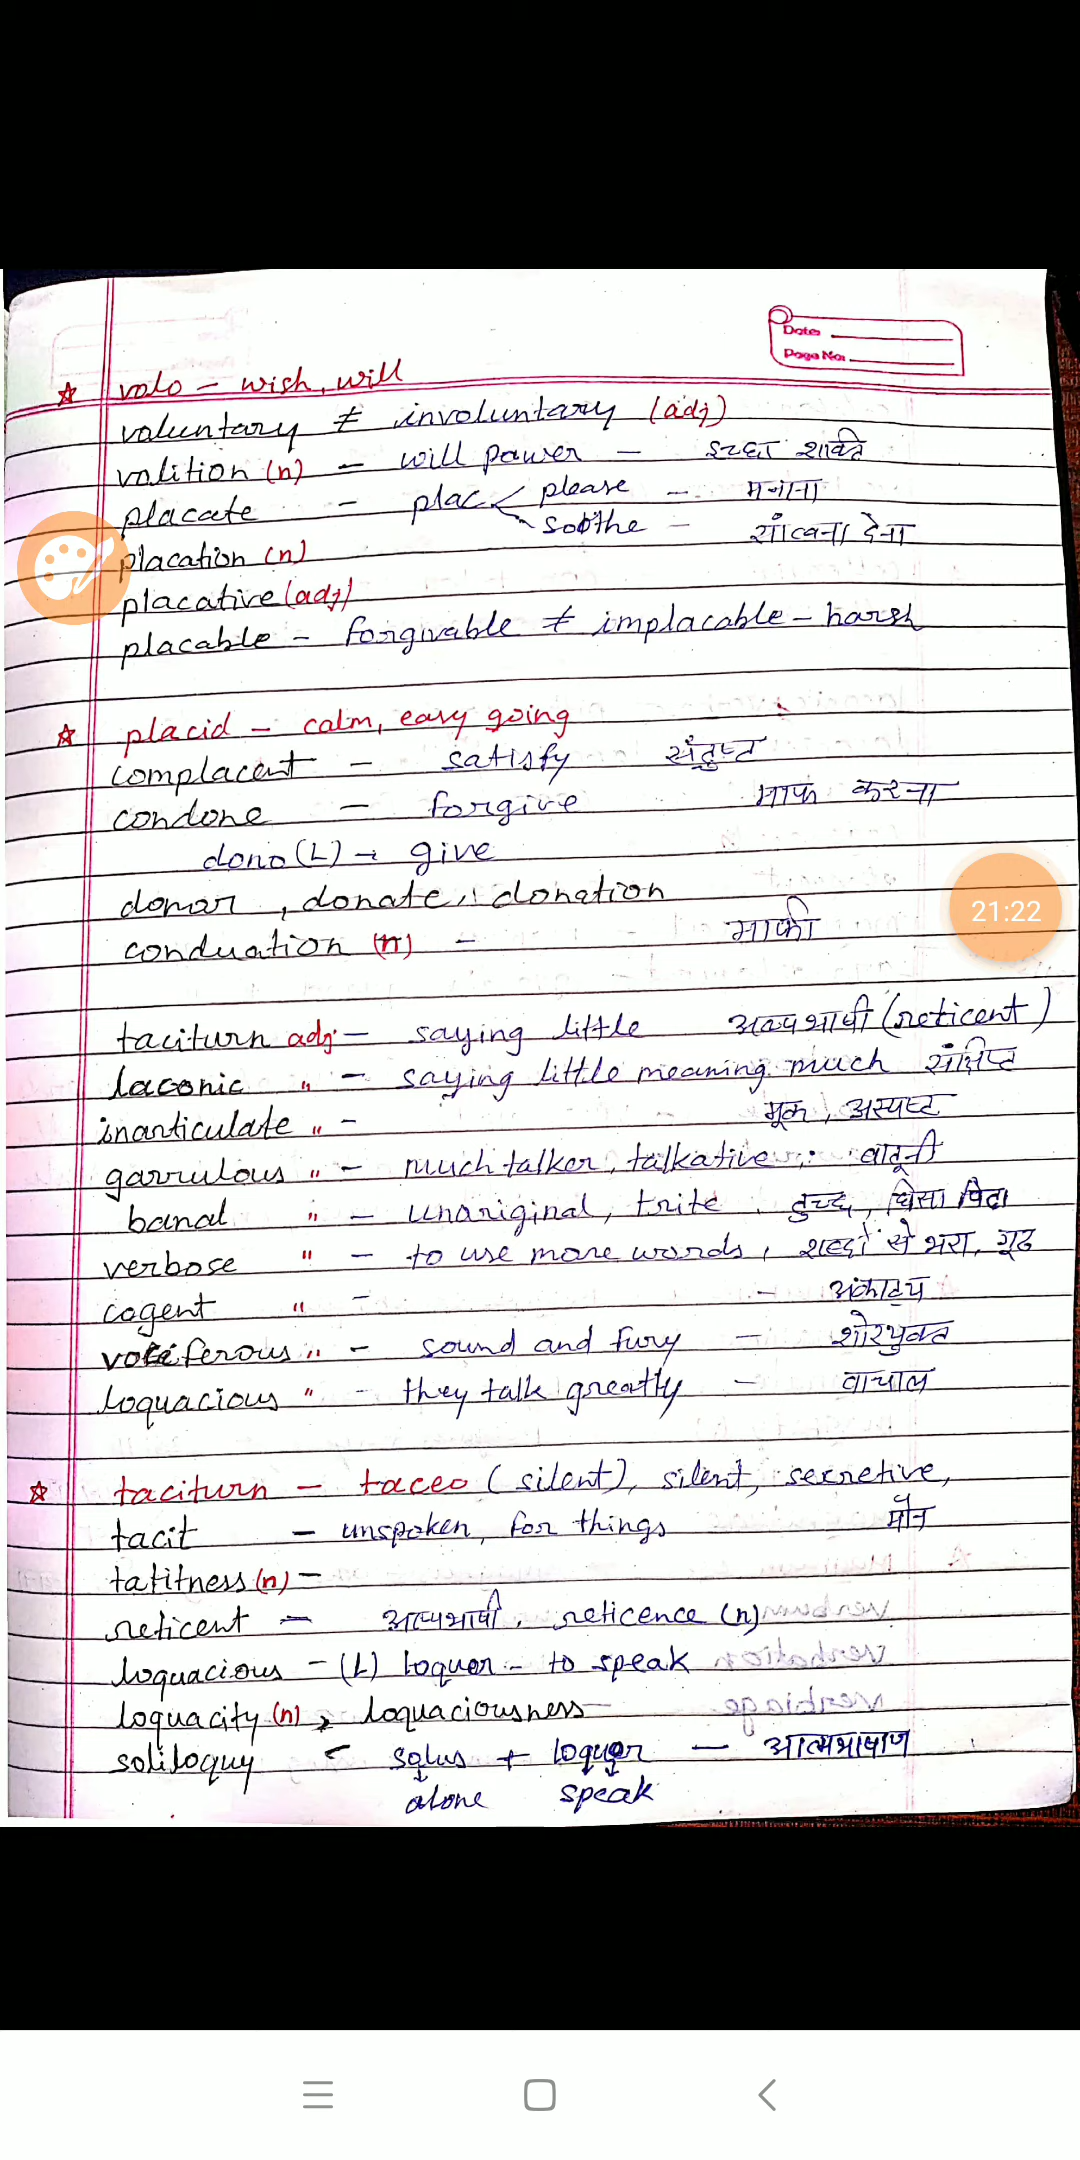 Date:
Page No:
volo - wish, will
voluntary ≠ involuntary (adj)
volition (n) - will power - इच्छा शक्ति
placate - plac < please - मनाना
soothe - सांत्वना देना
placation (n)
placative (adj)
placable - forgivable ≠ implacable - harsh
placid - calm, easy going
complacent - satisfy संतुष्ट
condone - forgive माफ करना
dono (L) - give
donar, donate, donation
conduation (n) - माफी
taciturn adj - saying little अल्पभाषी (reticent)
laconic " - saying little meaning much संक्षिप्त
inarticulate " - मूक, अस्पष्ट
garrulous " - much talker, talkative बातूनी
banal " - unoriginal, trite तुच्छ, घिसा पिटा
verbose " - to use more words, शब्दों से भरा, गूढ
cogent " - - अकाट्य
vociferous " - sound and fury - शोरयुक्त
loquacious " - they talk greatly - वाचाल
taciturn - taceo (silent), silent, secretive,
tacit - unspoken, for things मौन
tatitness (n) -
reticent - अल्पभाषी, reticence (n)
loquacious - (L) loquor - to speak
loquacity (n), loquaciousness
soliloquy - solus + loquor - आत्मभाषण
alone speak
21:22